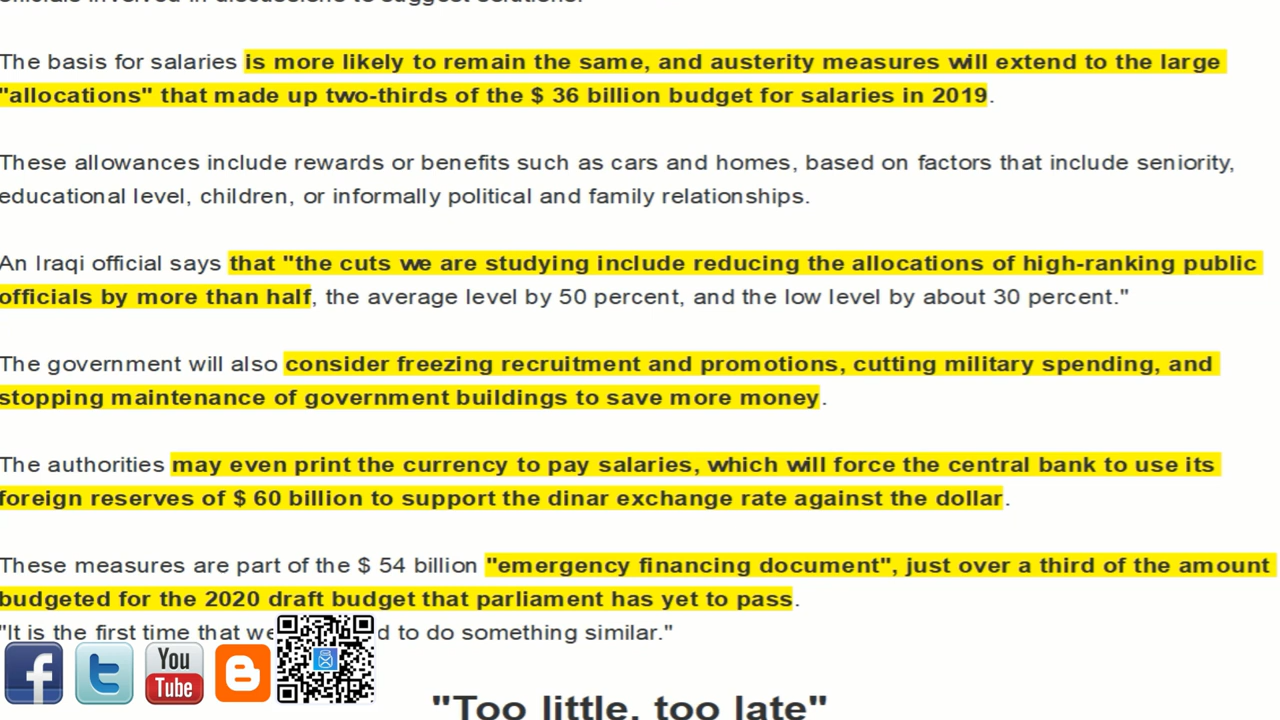 The basis for salaries is more likely to remain the same, and austerity measures will extend to the large
"allocations" that made up two-thirds of the $ 36 billion budget for salaries in 2019.
These allowances include rewards or benefits such as cars and homes, based on factors that include seniority,
educational level, children, or informally political and family relationships.
An Iraqi official says that "the cuts we are studying include reducing the allocations of high-ranking public
officials by more than half, the average level by 50 percent, and the low level by about 30 percent."
The government will also consider freezing recruitment and promotions, cutting military spending, and
stopping maintenance of government buildings to save more money.
The authorities may even print the currency to pay salaries, which will force the central bank to use its
foreign reserves of $ 60 billion to support the dinar exchange rate against the dollar.
These measures are part of the $ 54 billion "emergency financing document", just over a third of the amount
budgeted for the 2020 draft budget that parliament has yet to pass.
"It is the first time that we d to do something similar."
You
Tube
"Too little, too late"